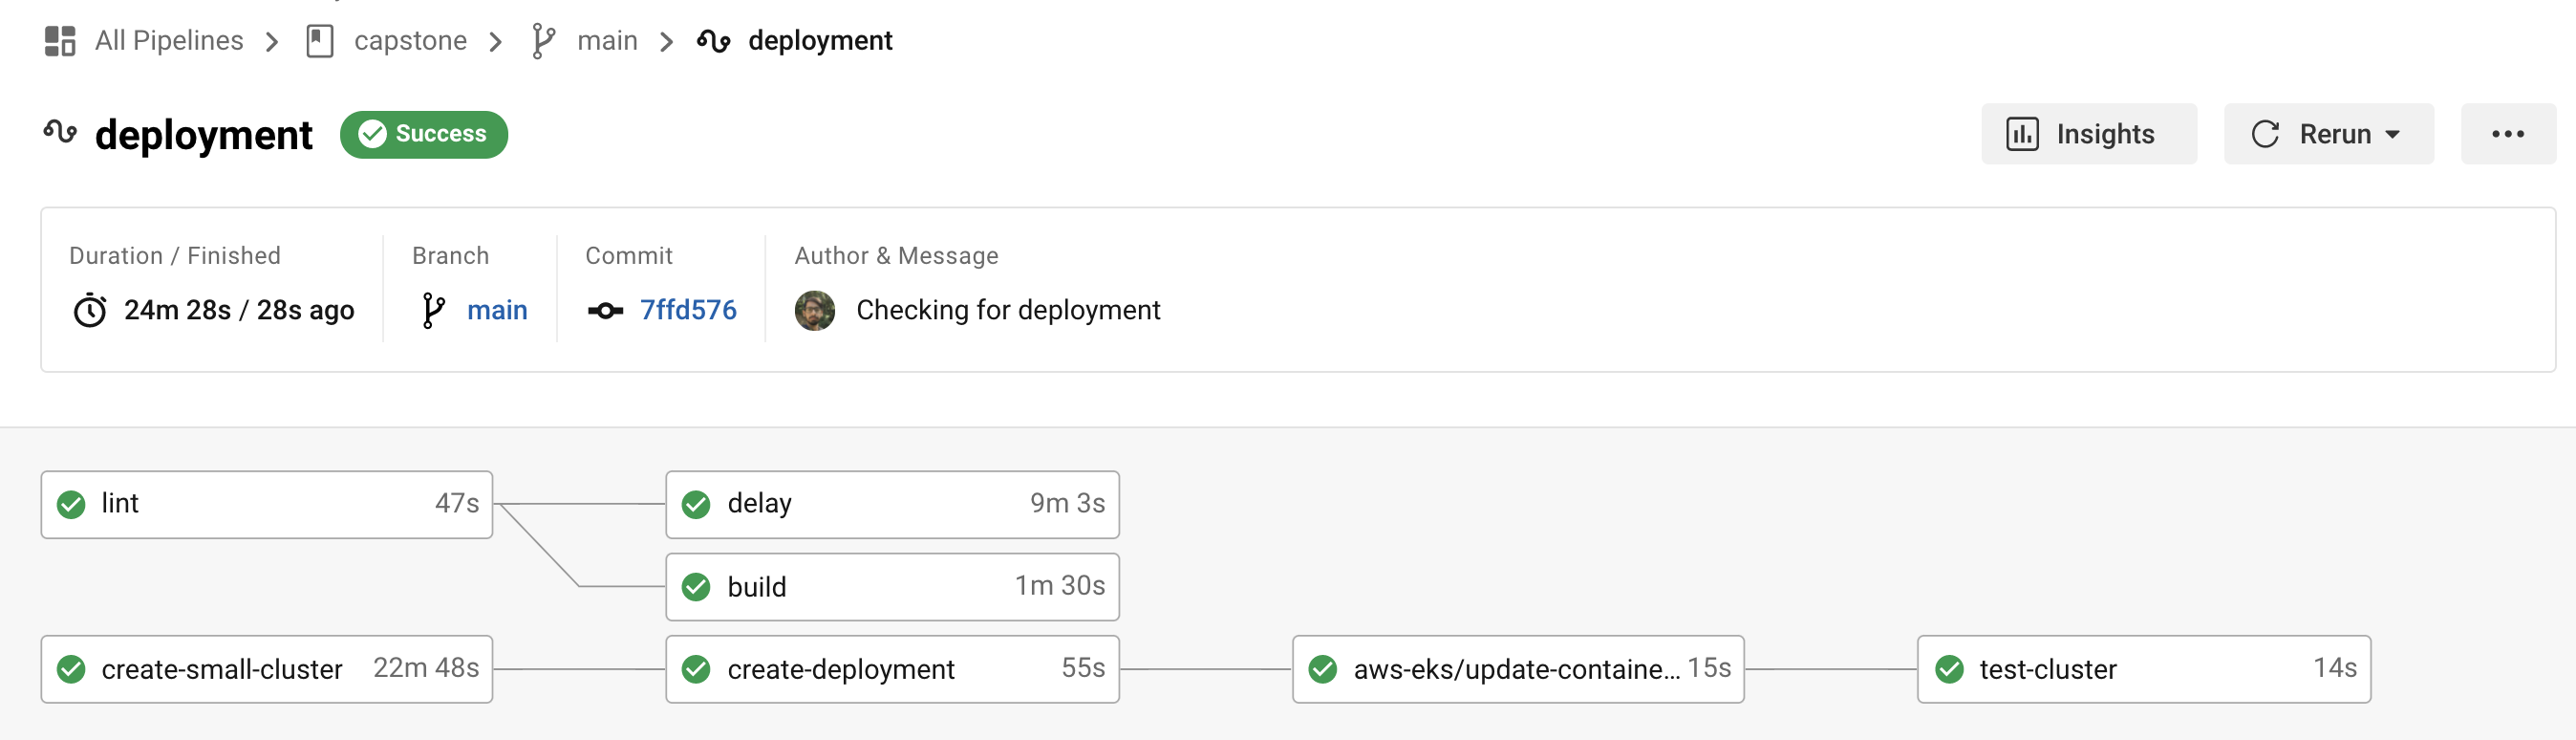 All Pipelines capstone main deployment
deployment Success Insights Rerun
Duration / Finished Branch Commit Author & Message
24m 28s / 28s ago main 7ffd576 Checking for deployment
lint 47s delay 9m 3s
build 1m 30s
create-small-cluster 22m 48s create-deployment 55s aws-eks/update-containe... 15s test-cluster 14s